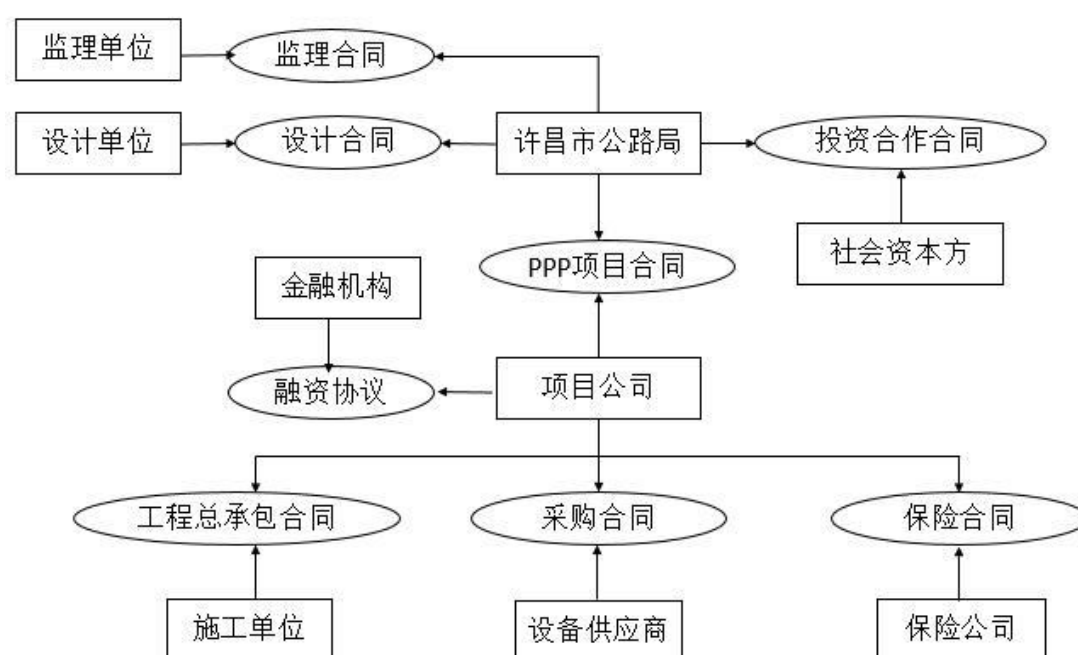 监理单位
监理合同
设计单位
设计合同
许昌市公路局
投资合作合同
社会资本方
PPP项目合同
金融机构
融资协议
项目公司
工程总承包合同
采购合同
保险合同
施工单位
设备供应商
保险公司